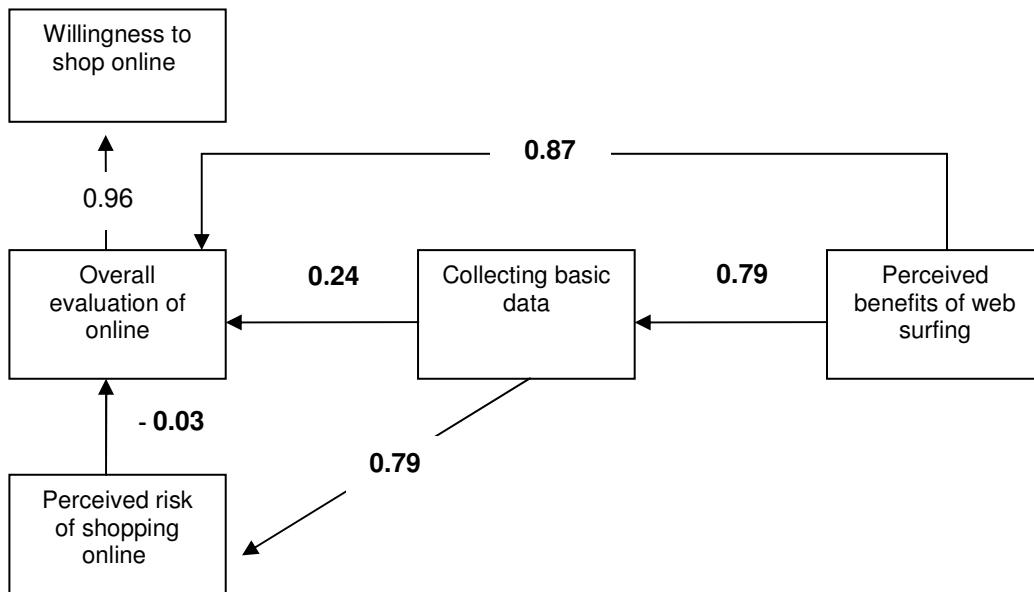 Willingness to
shop online
0.87
0.96
Overall
evaluation of
online
0.24
Collecting basic
data
0.79
Perceived
benefits of web
surfing
- 0.03
0.79
Perceived risk
of shopping
online